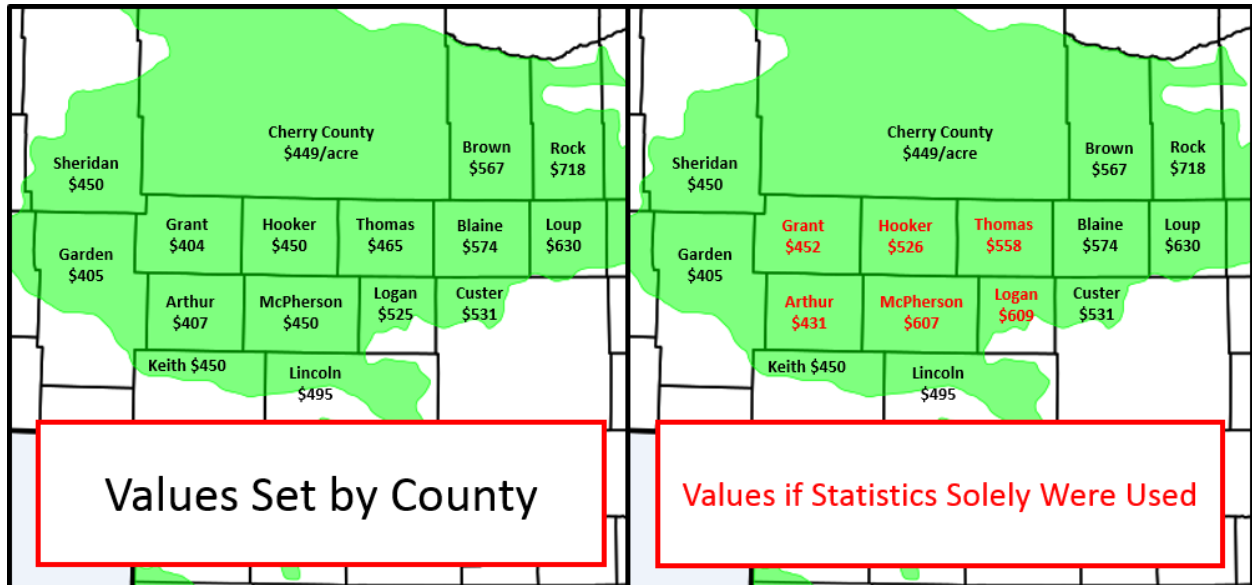 Cherry County
$449/acre
Brown
$567
Rock
$718
Sheridan
$450
Grant
$404
Hooker
$450
Thomas
$465
Blaine
$574
Loup
$630
Garden
$405
Arthur
$407
McPherson
$450
Logan
$525
Custer
$531
Keith $450
Lincoln
$495
Values Set by County
Cherry County
$449/acre
Brown
$567
Rock
$718
Sheridan
$450
Grant
$452
Hooker
$526
Thomas
$558
Blaine
$574
Loup
$630
Garden
$405
Arthur
$431
McPherson
$607
Logan
$609
Custer
$531
Keith $450
Lincoln
$495
Values if Statistics Solely Were Used